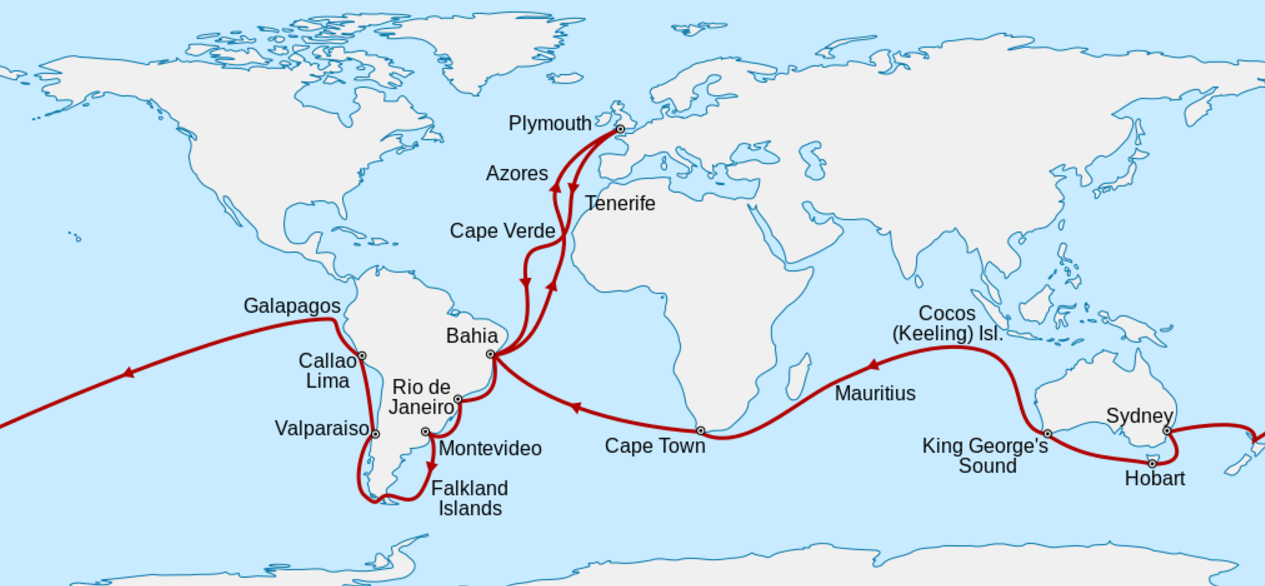 Plymouth
Azores
Tenerife
Cape Verde
Galapagos
Cocos
(Keeling) Isl.
Bahia
Callao
Lima
Rio de
Janeiro
Mauritius
Sydney
Valparaiso
Montevideo
Cape Town
King George's
Sound
Hobart
Falkland
Islands